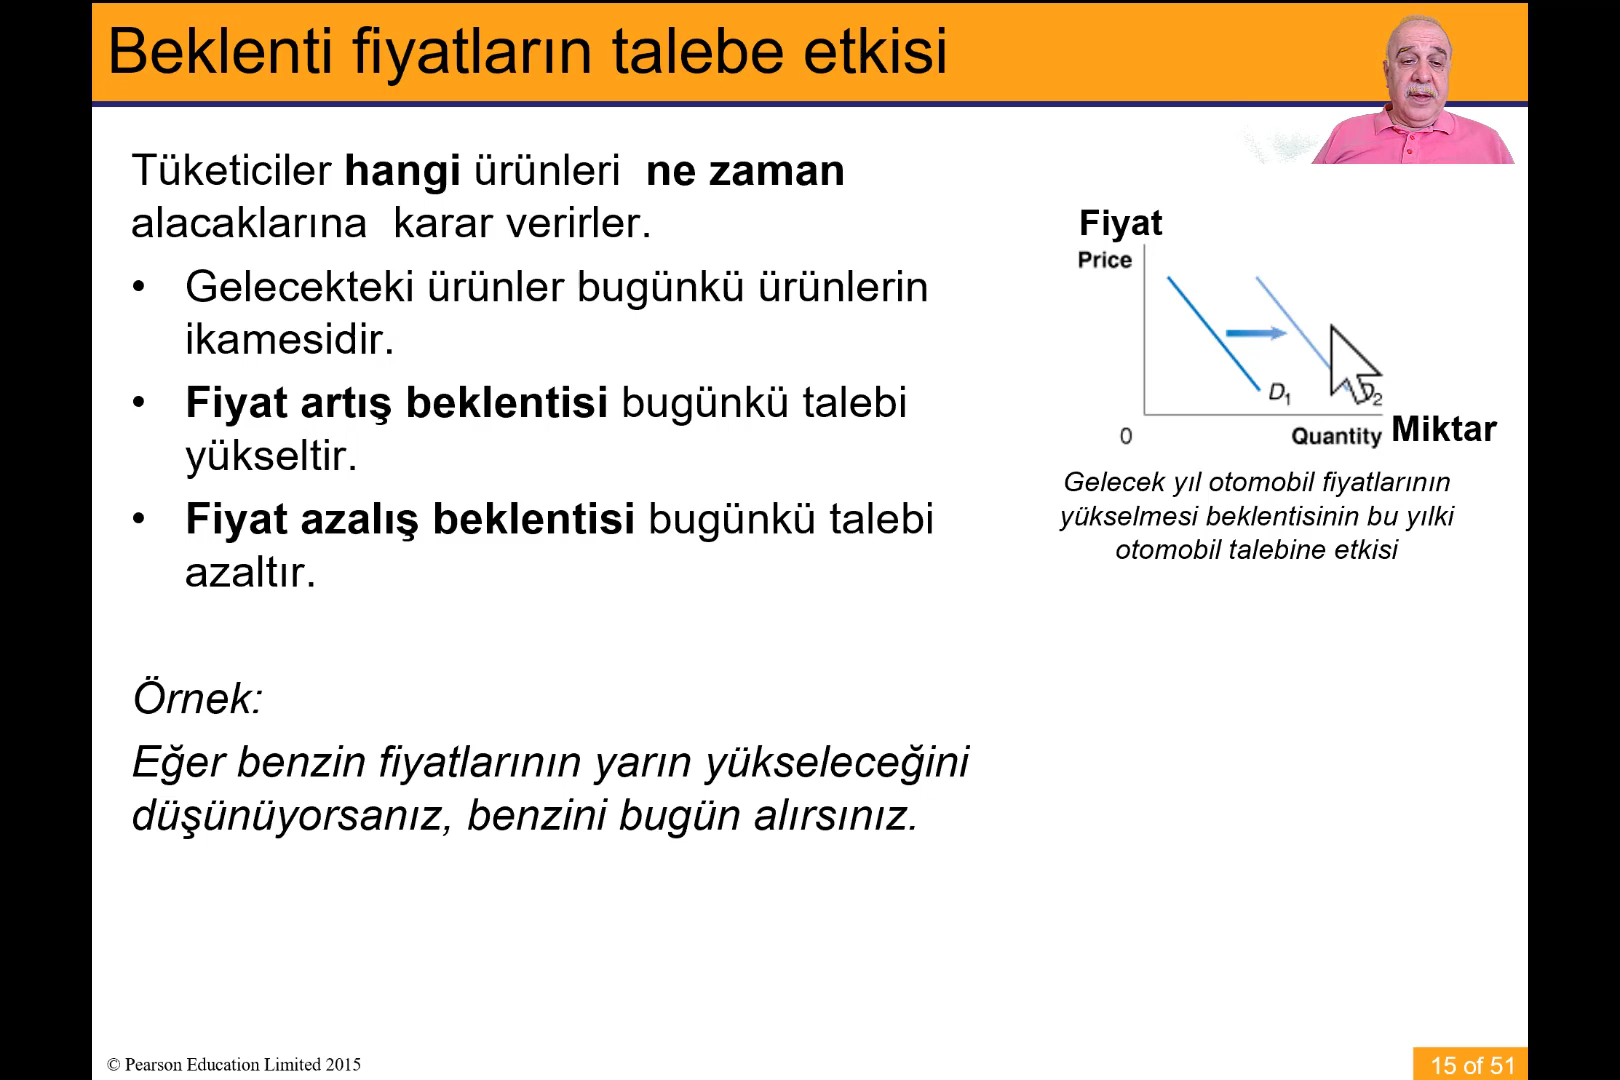 Beklenti fiyatların talebe etkisi
Tüketiciler hangi ürünleri ne zaman
alacaklarına karar verirler.
• Gelecekteki ürünler bugünkü ürünlerin
ikamesidir.
• Fiyat artış beklentisi bugünkü talebi
yükseltir.
• Fiyat azalış beklentisi bugünkü talebi
azaltır.
Örnek:
Eğer benzin fiyatlarının yarın yükseleceğini
düşünüyorsanız, benzini bugün alırsınız.
Fiyat
Price
D1
D2
0
Quantity Miktar
Gelecek yıl otomobil fiyatlarının
yükselmesi beklentisinin bu yılki
otomobil talebine etkisi
© Pearson Education Limited 2015
15 of 51